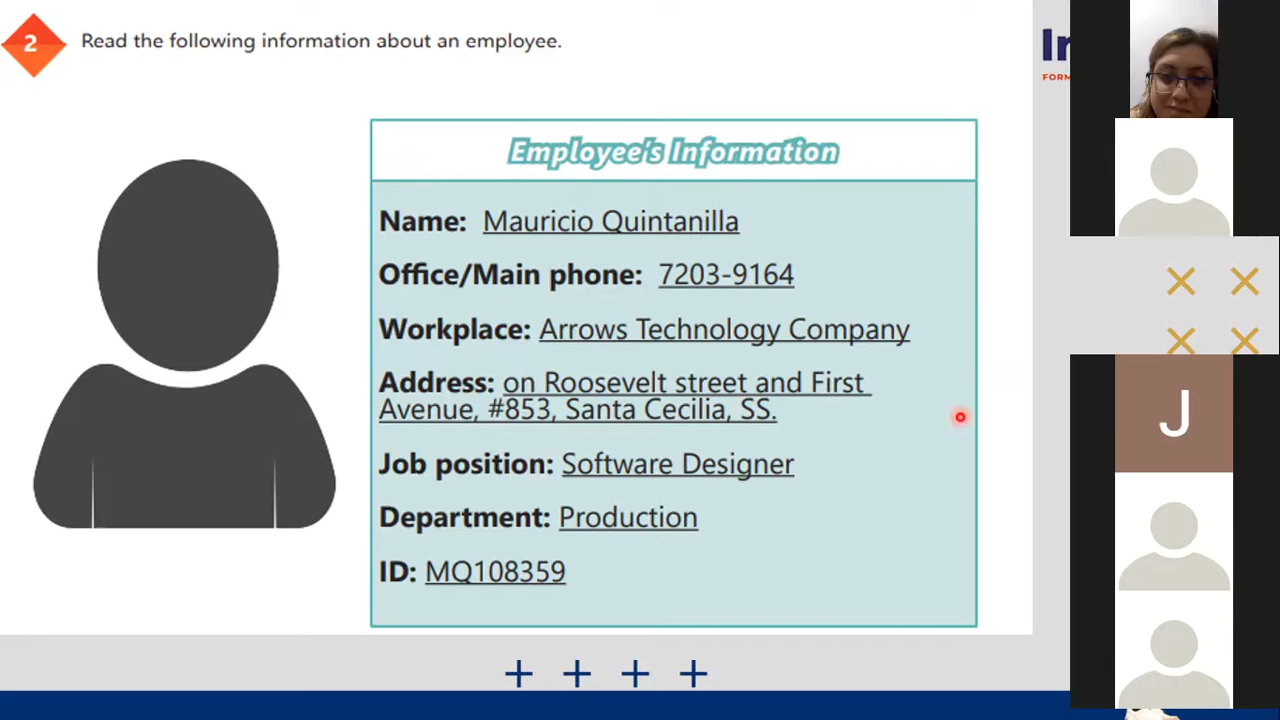 2
Read the following information about an employee.
In
FORM
Employee's Information
Name: Mauricio Quintanilla
Office/Main phone: 7203-9164
Workplace: Arrows Technology Company
Address: on Roosevelt street and First
Avenue, #853, Santa Cecilia, SS.
Job position: Software Designer
Department: Production
ID: MQ108359
J